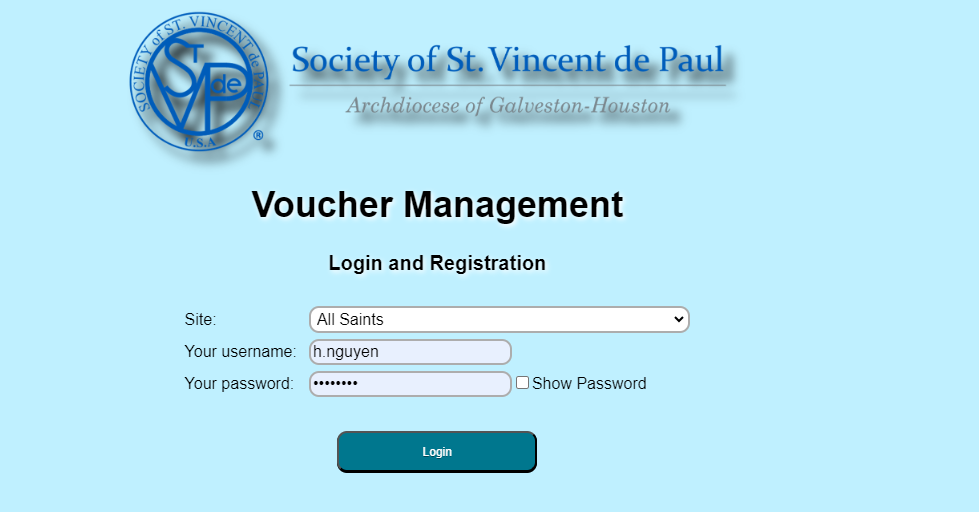 SOCIETY of ST. VINCENT de PAUL
ST
V de P
U.S.A
®
Society of St. Vincent de Paul
Archdiocese of Galveston-Houston
Voucher Management
Login and Registration
Site: All Saints
Your username: h.nguyen
Your password: •••••••• Show Password
Login